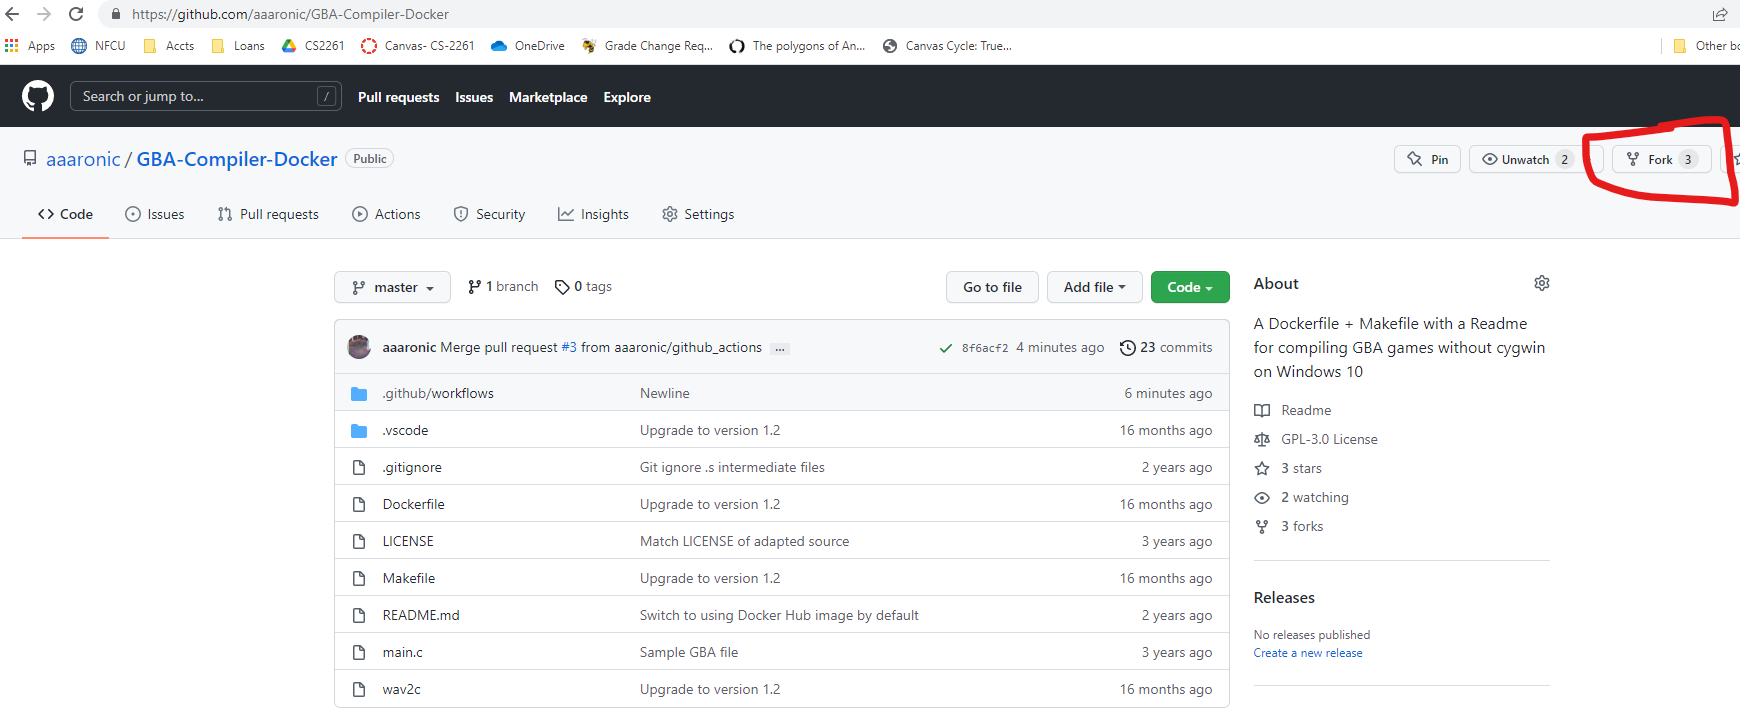 https://github.com/aaaronic/GBA-Compiler-Docker
Apps NFCU Accts Loans CS2261 Canvas- CS-2261 OneDrive Grade Change Req... The polygons of An... Canvas Cycle: True... Other bo
Search or jump to... / Pull requests Issues Marketplace Explore
aaaronic / GBA-Compiler-Docker Public Pin Unwatch 2 Fork 3
Code Issues Pull requests Actions Security Insights Settings
master 1 branch 0 tags Go to file Add file Code
aaaronic Merge pull request #3 from aaaronic/github_actions ... 8f6acf2 4 minutes ago 23 commits
.github/workflows Newline 6 minutes ago
.vscode Upgrade to version 1.2 16 months ago
.gitignore Git ignore .s intermediate files 2 years ago
Dockerfile Upgrade to version 1.2 16 months ago
LICENSE Match LICENSE of adapted source 3 years ago
Makefile Upgrade to version 1.2 16 months ago
README.md Switch to using Docker Hub image by default 2 years ago
main.c Sample GBA file 3 years ago
wav2c Upgrade to version 1.2 16 months ago
About
A Dockerfile + Makefile with a Readme
for compiling GBA games without cygwin
on Windows 10
Readme
GPL-3.0 License
3 stars
2 watching
3 forks
Releases
No releases published
Create a new release